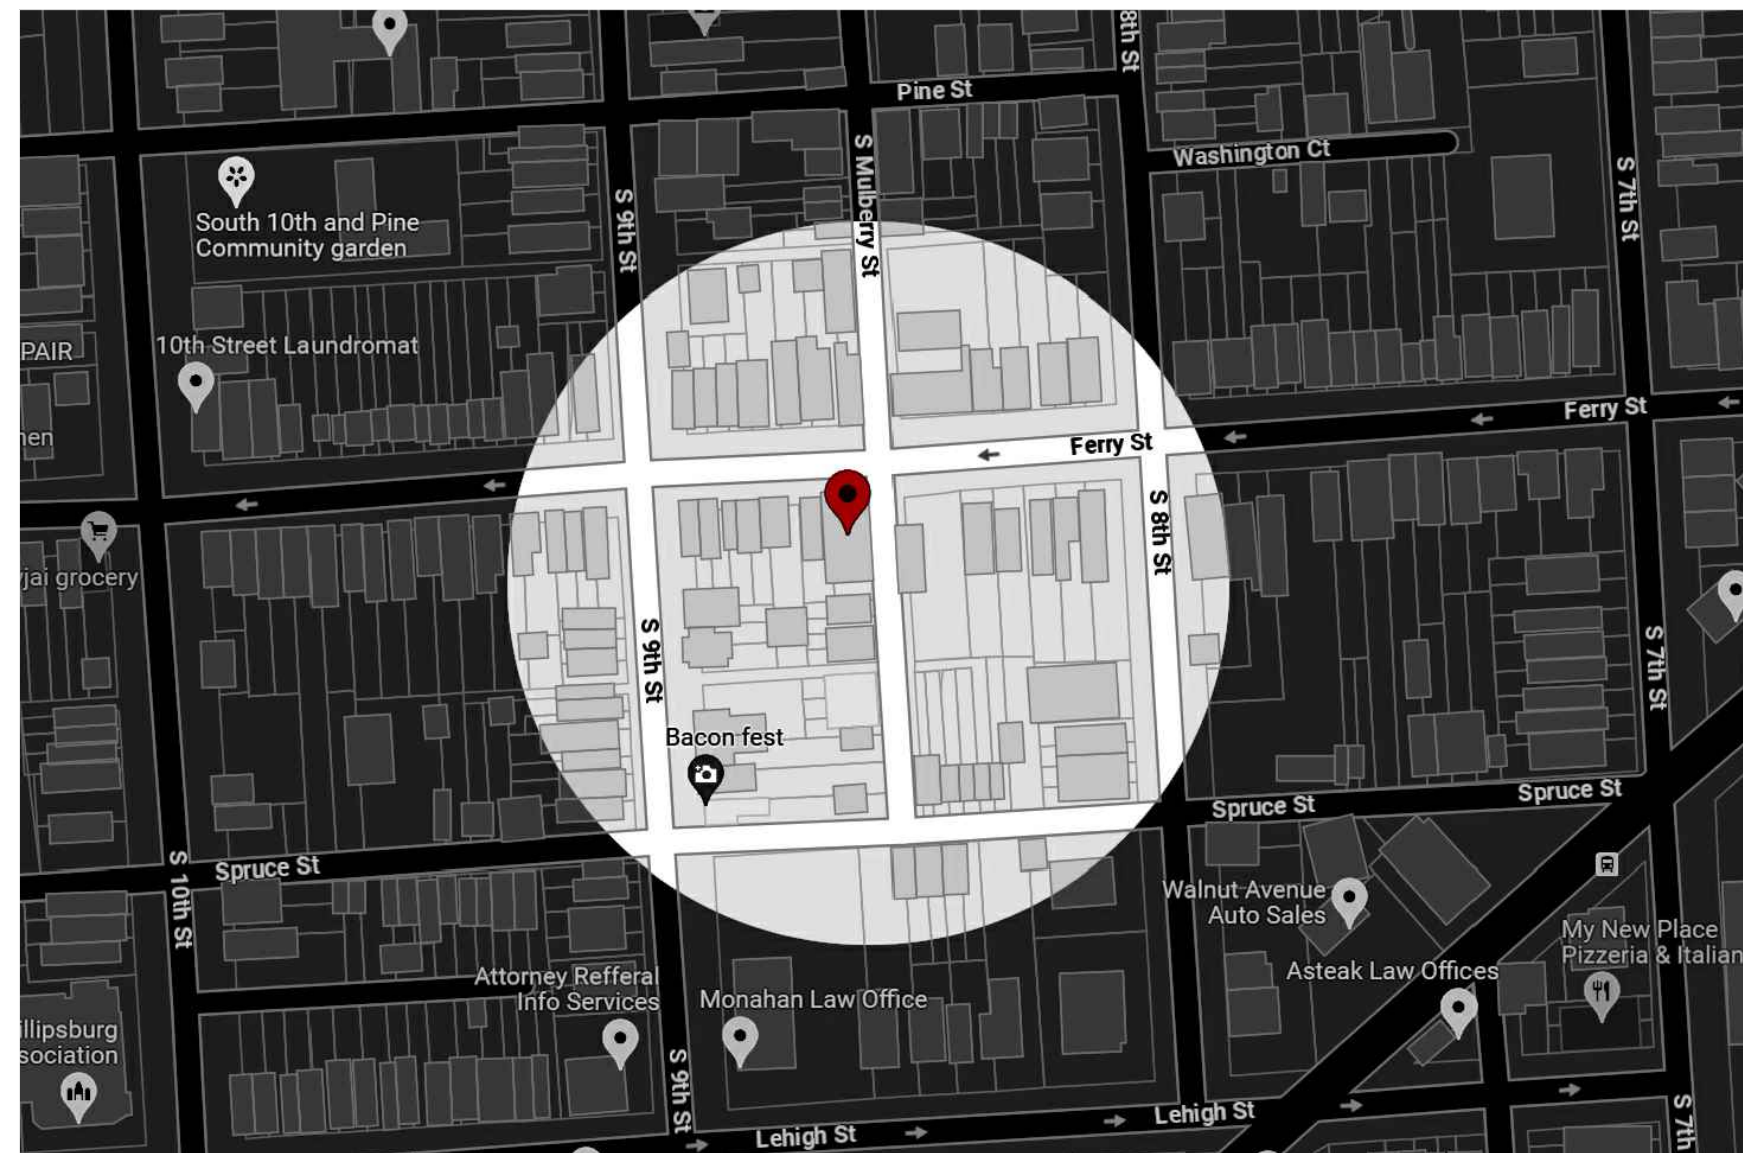 8th St
Pine St
S Mulberry St
Washington Ct
S 7th St
South 10th and Pine
Community garden
S 9th St
PAIR
10th Street Laundromat
Ferry St
Ferry St
S 8th St
jai grocery
S 9th St
S 7th St
Bacon fest
Spruce St
Spruce St
Spruce St
S 10th St
Walnut Avenue
Auto Sales
My New Place
Pizzeria & Italian
Asteak Law Offices
Attorney Refferal
Info Services
Monahan Law Office
illipsburg
sociation
S 9th St
Lehigh St
Lehigh St
S 7th